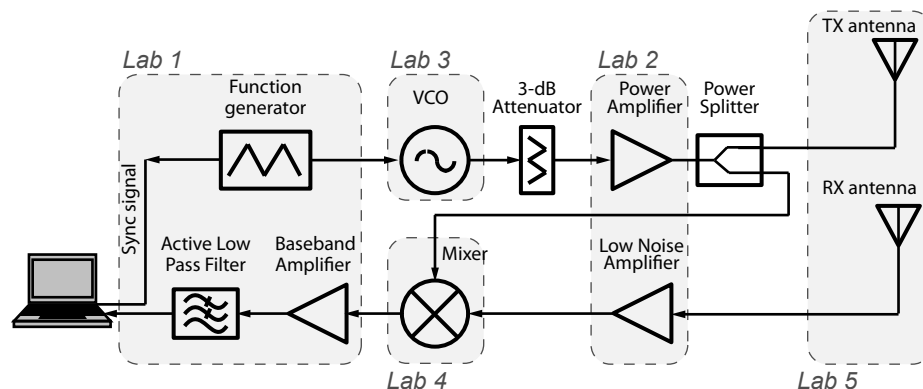 Lab 1
Lab 3
Lab 2
TX antenna
Function
generator
VCO
3-dB
Attenuator
Power
Amplifier
Power
Splitter
Sync signal
RX antenna
Active Low
Pass Filter
Baseband
Amplifier
Mixer
Low Noise
Amplifier
Lab 4
Lab 5